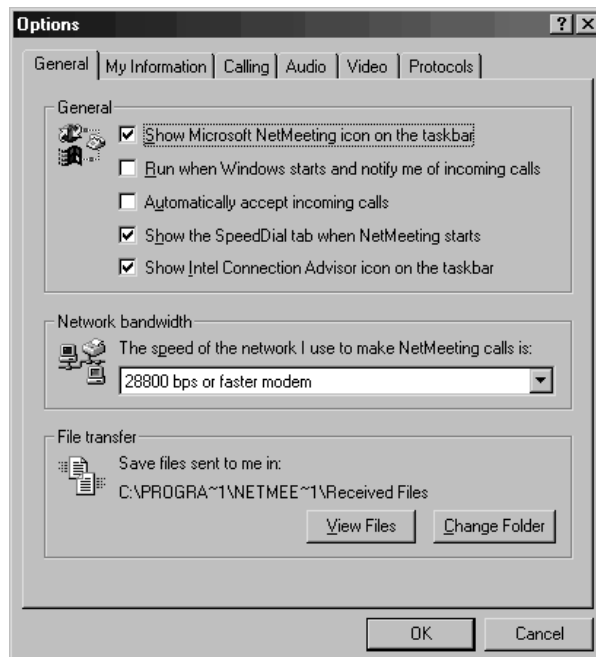 Options
General My Information Calling Audio Video Protocols
General
Show Microsoft NetMeeting icon on the taskbar
Run when Windows starts and notify me of incoming calls
Automatically accept incoming calls
Show the SpeedDial tab when NetMeeting starts
Show Intel Connection Advisor icon on the taskbar
Network bandwidth
The speed of the network I use to make NetMeeting calls is:
28800 bps or faster modem
File transfer
Save files sent to me in:
C:\PROGRA~1\NETMEE~1\Received Files
View Files Change Folder
OK Cancel